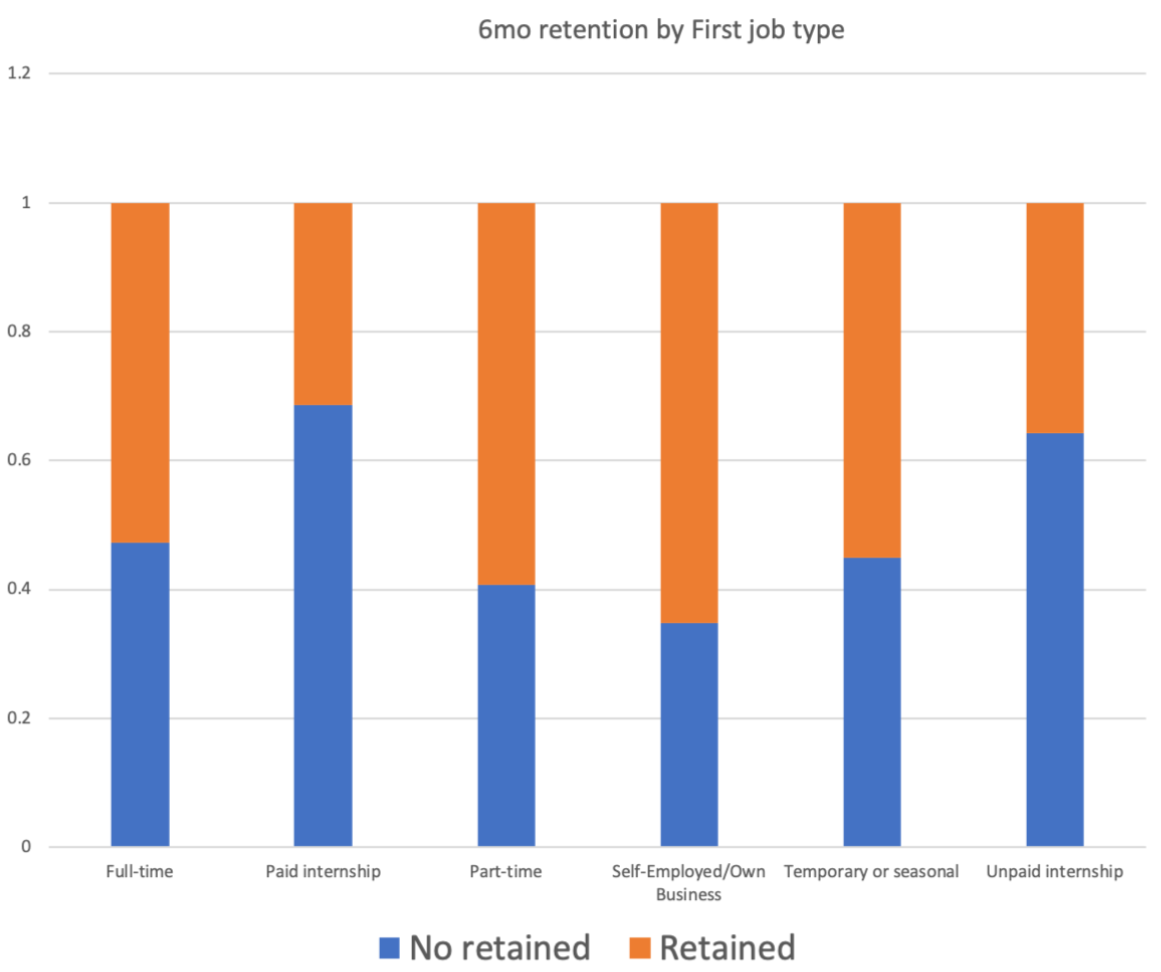 6mo retention by First job type
1.2
1
0.8
0.6
0.4
0.2
0
Full-time
Paid internship
Part-time
Self-Employed/Own
Business
Temporary or seasonal
Unpaid internship
No retained
Retained